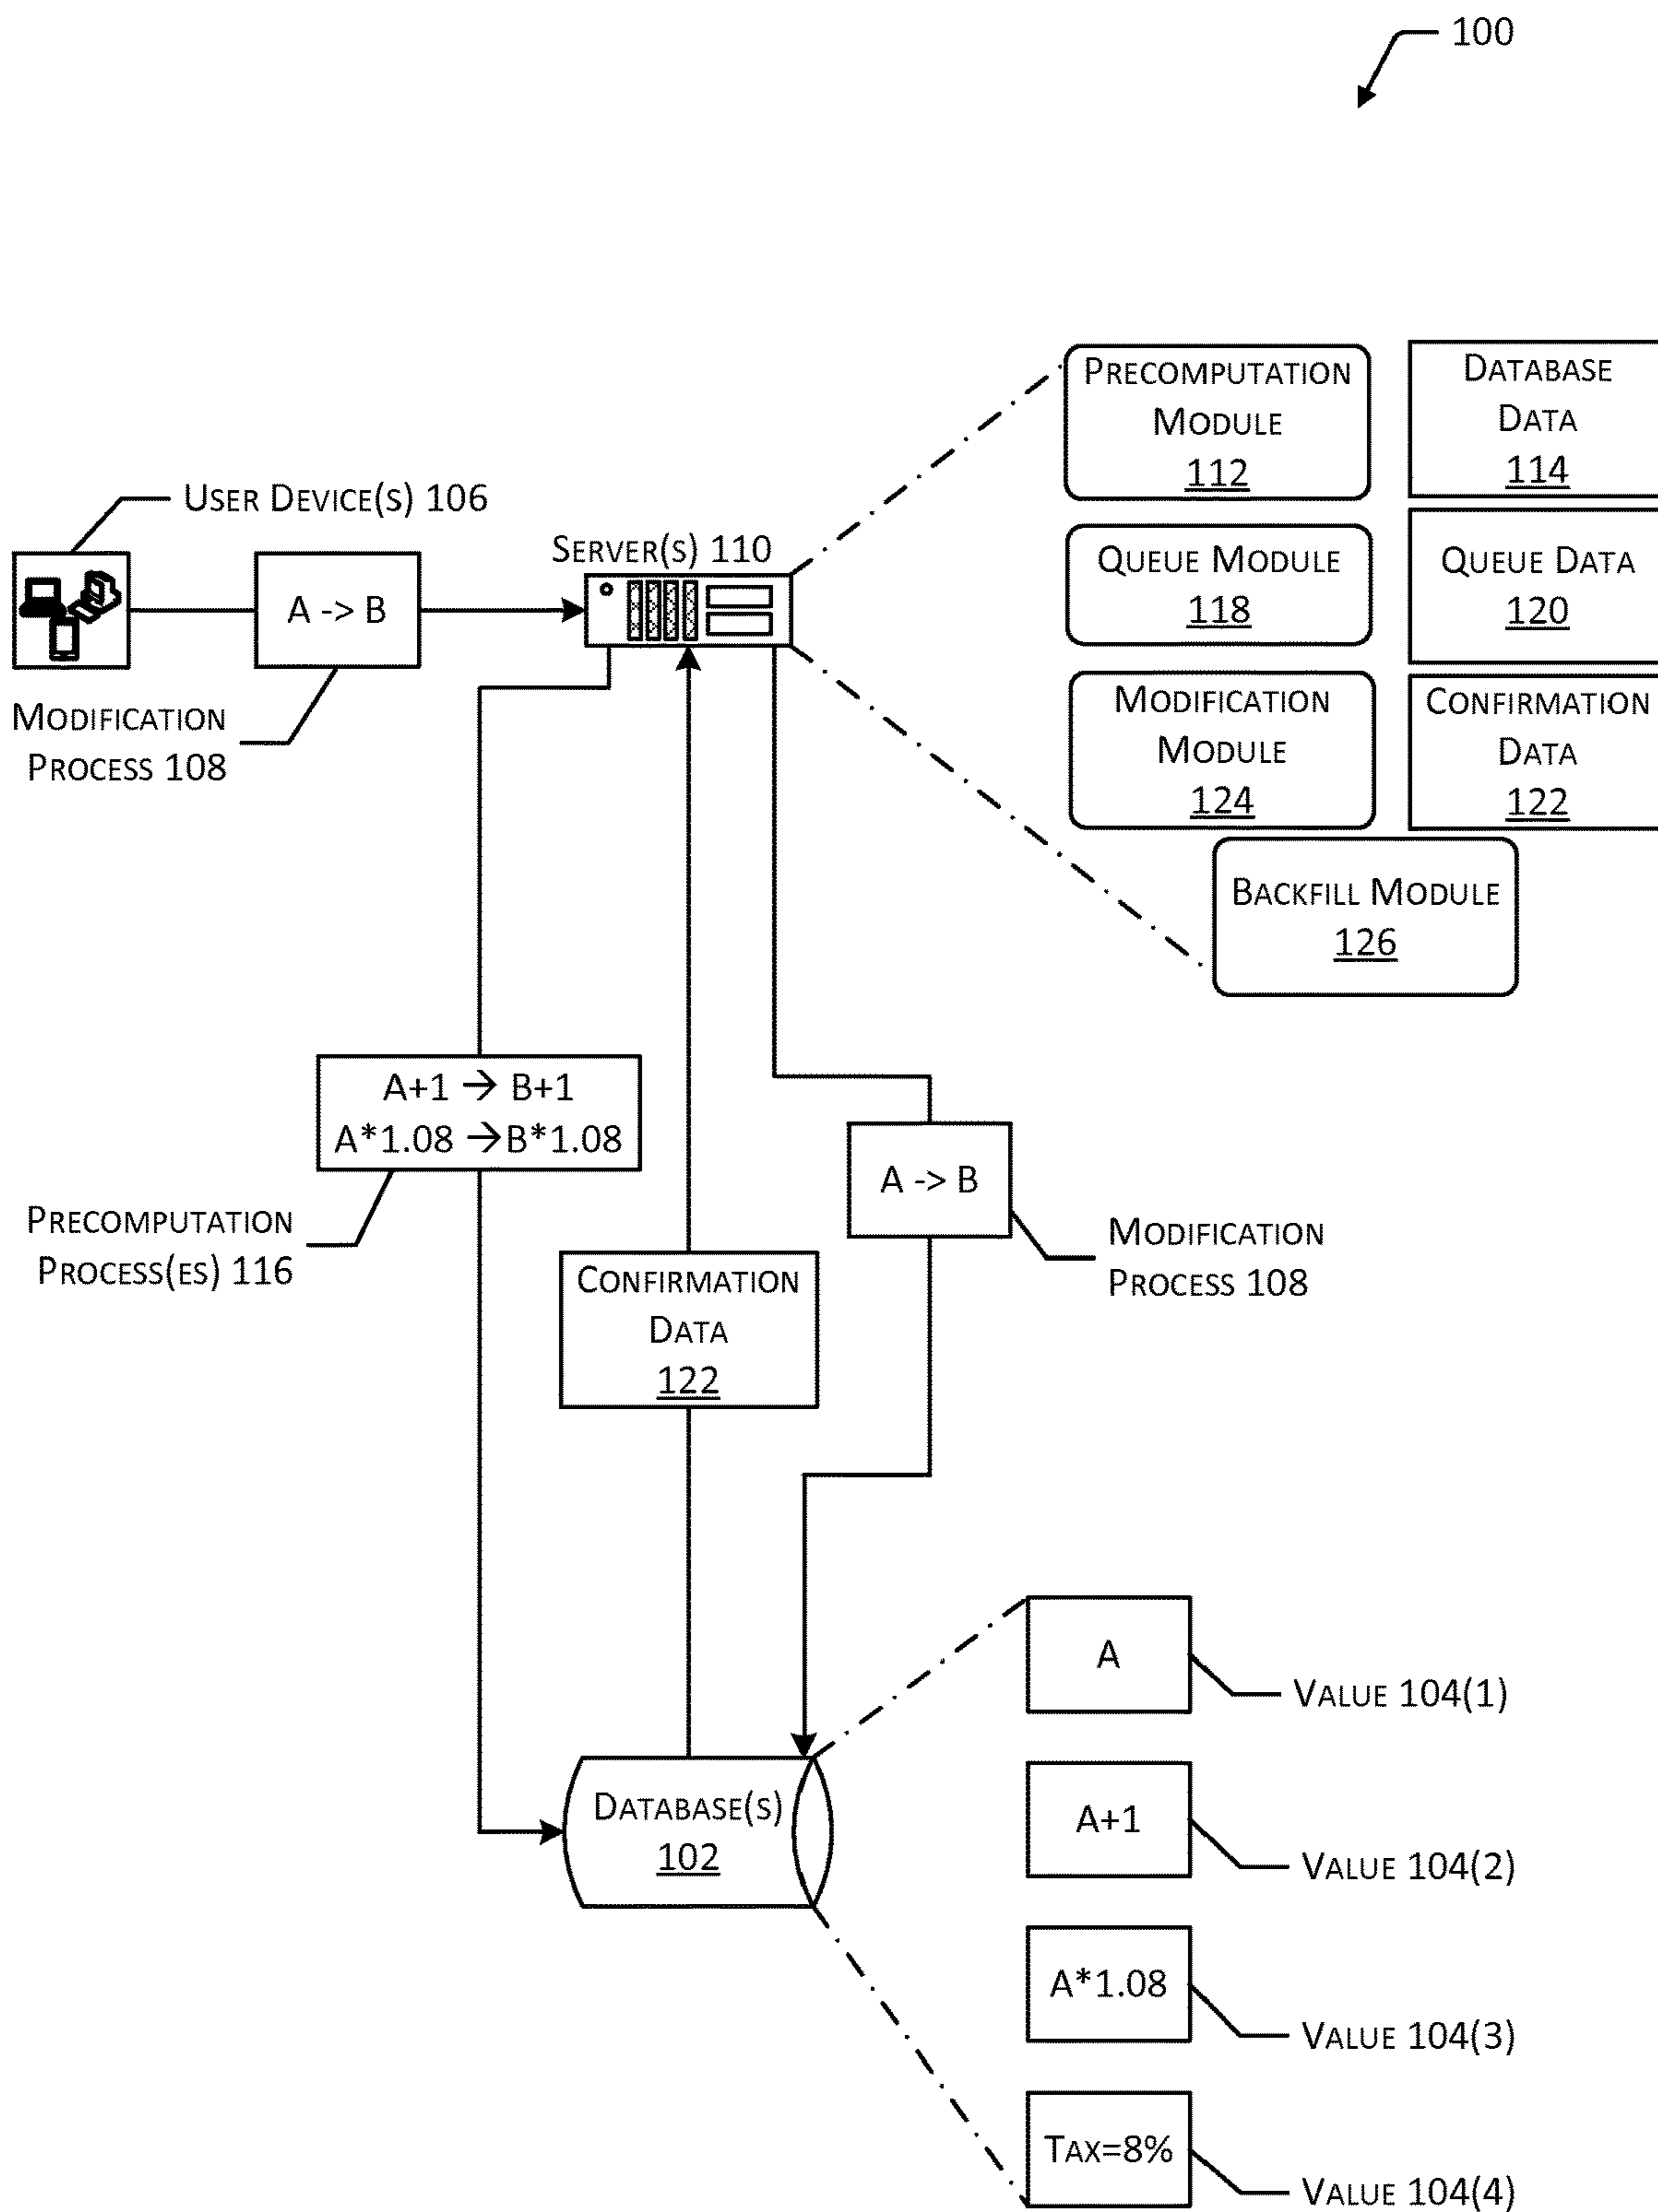 100
PRECOMPUTATION
MODULE
112
DATABASE
DATA
114
USER DEVICE(S) 106
SERVER(S) 110
A -> B
QUEUE MODULE
118
QUEUE DATA
120
MODIFICATION
PROCESS 108
MODIFICATION
MODULE
124
CONFIRMATION
DATA
122
BACKFILL MODULE
126
A+1 → B+1
A*1.08 → B*1.08
PRECOMPUTATION
PROCESS(ES) 116
CONFIRMATION
DATA
122
A -> B
MODIFICATION
PROCESS 108
DATABASE(S)
102
A
VALUE 104(1)
A+1
VALUE 104(2)
A*1.08
VALUE 104(3)
TAX=8%
VALUE 104(4)